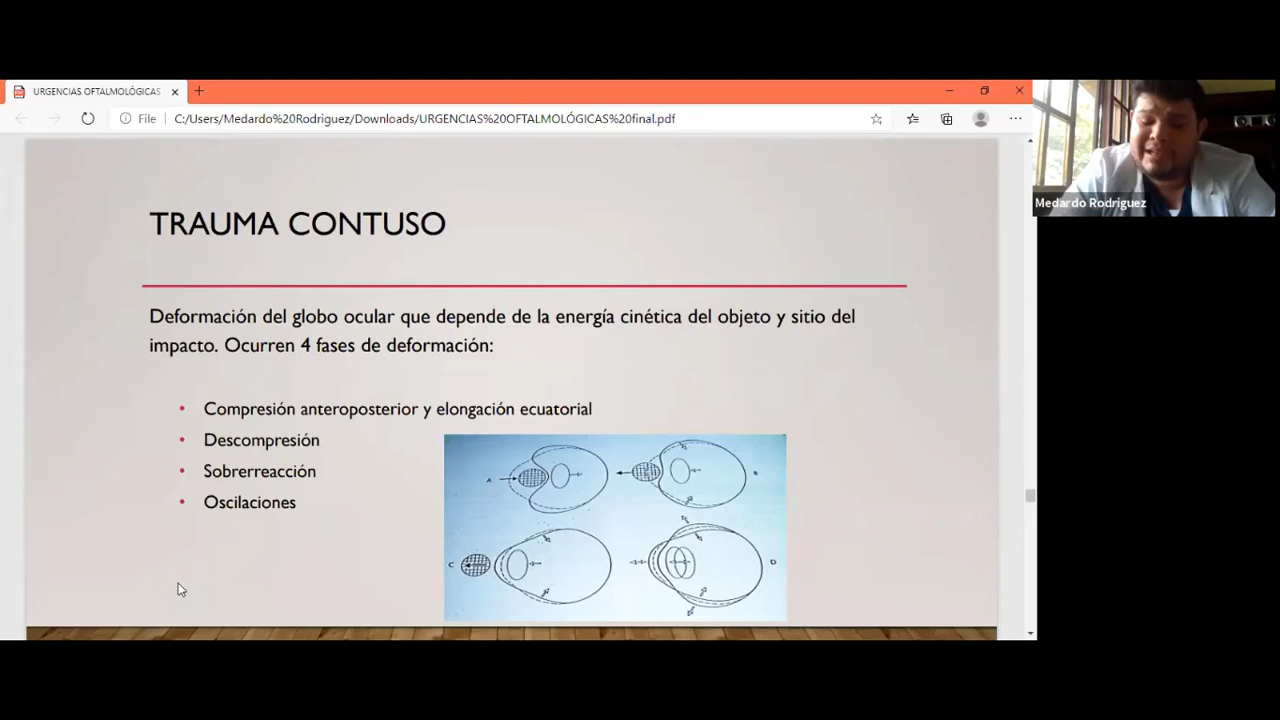 URGENCIAS OFTALMOLÓGICAS
File
C:/Users/Medardo%20Rodriguez/Downloads/URGENCIAS%20OFTALMOLÓGICAS%20final.pdf
Medardo Rodriguez
TRAUMA CONTUSO
Deformación del globo ocular que depende de la energía cinética del objeto y sitio del
impacto. Ocurren 4 fases de deformación:
• Compresión anteroposterior y elongación ecuatorial
• Descompresión
• Sobrerreacción
• Oscilaciones
A
B
C
D